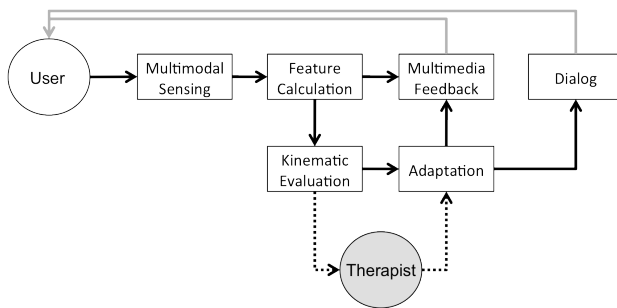 User
Multimodal
Sensing
Feature
Calculation
Multimedia
Feedback
Dialog
Kinematic
Evaluation
Adaptation
Therapist